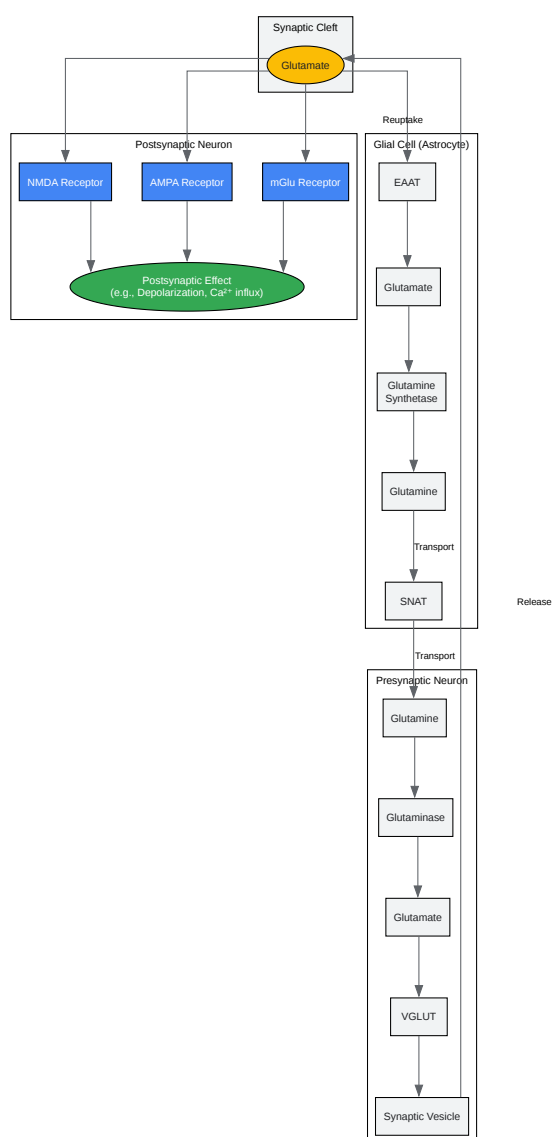 Synaptic Cleft
Glutamate
Reuptake
Postsynaptic Neuron
Glial Cell (Astrocyte)
NMDA Receptor
AMPA Receptor
mGlu Receptor
EAAT
Postsynaptic Effect
(e.g., Depolarization, Ca²⁺ influx)
Glutamate
Glutamine
Synthetase
Glutamine
Transport
SNAT
Release
Transport
Presynaptic Neuron
Glutamine
Glutaminase
Glutamate
VGLUT
Synaptic Vesicle